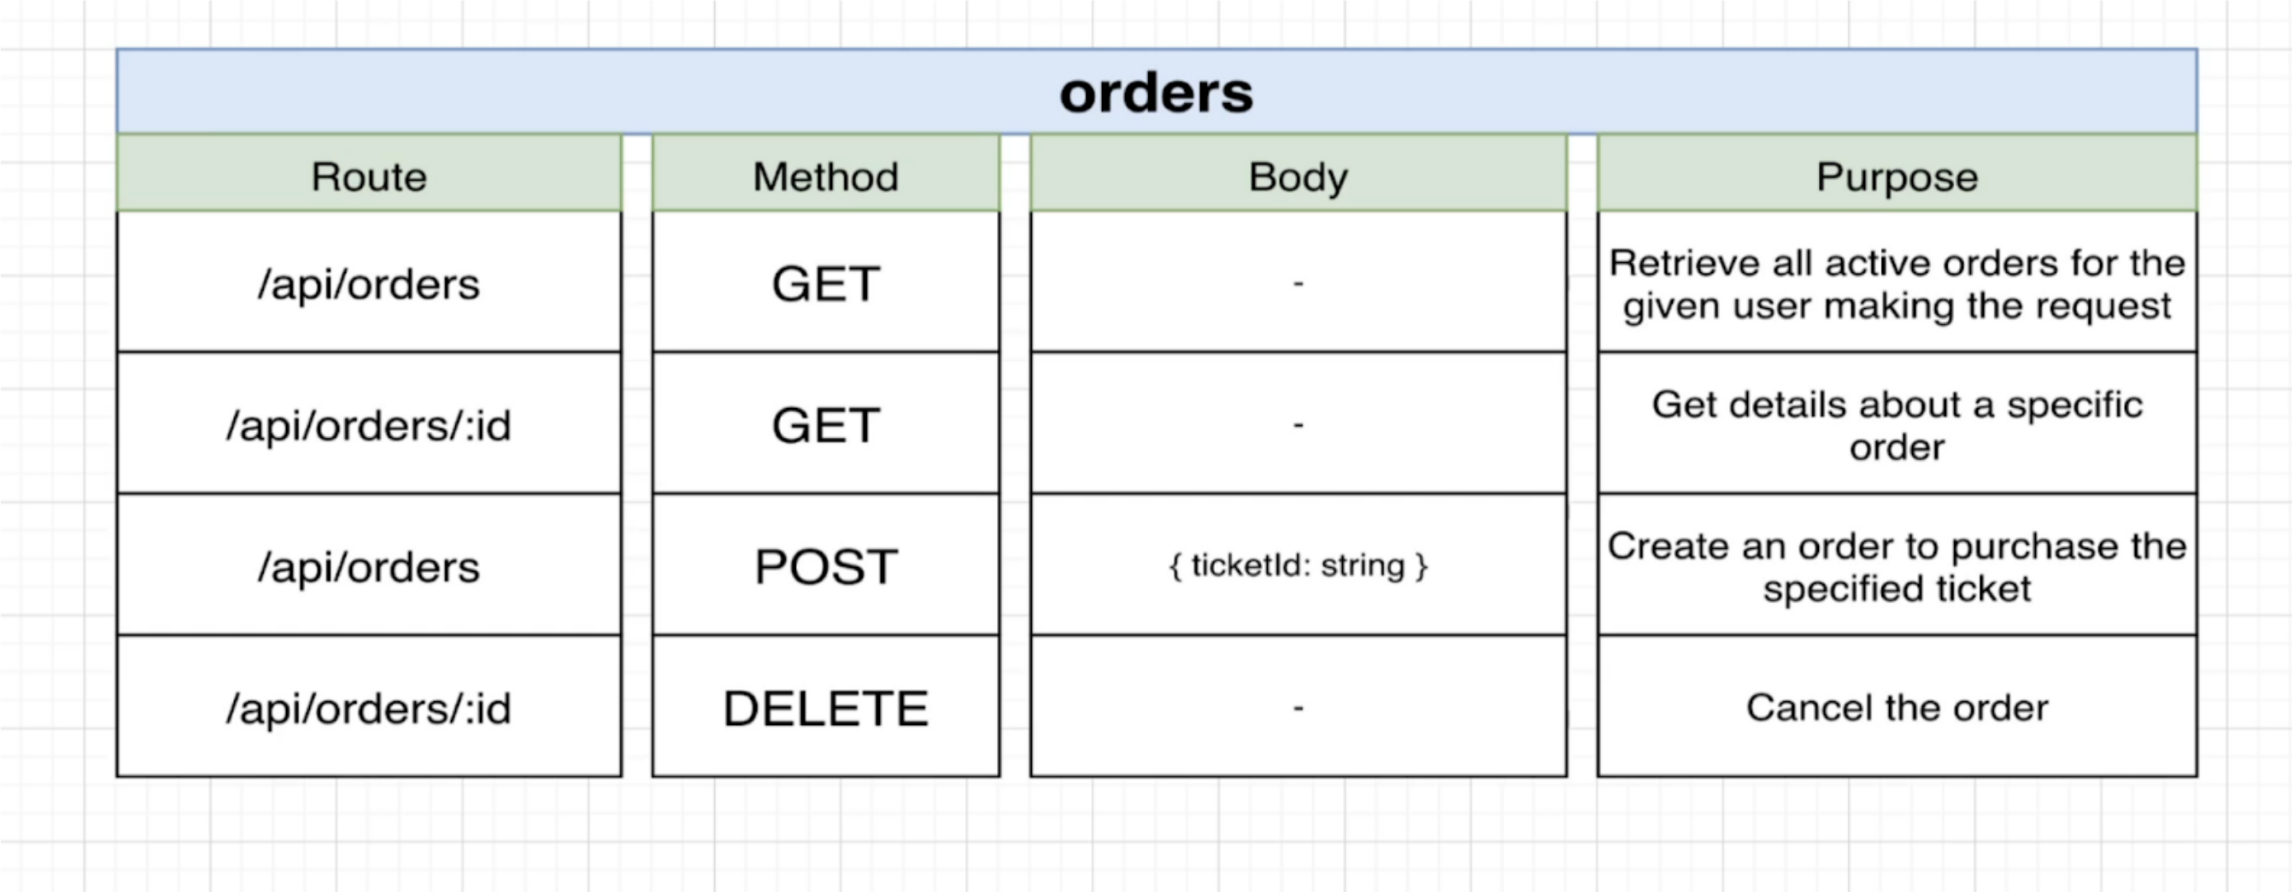 orders
Route Method Body Purpose
/api/orders GET - Retrieve all active orders for the
given user making the request
/api/orders/:id GET - Get details about a specific
order
/api/orders POST { ticketId: string } Create an order to purchase the
specified ticket
/api/orders/:id DELETE - Cancel the order